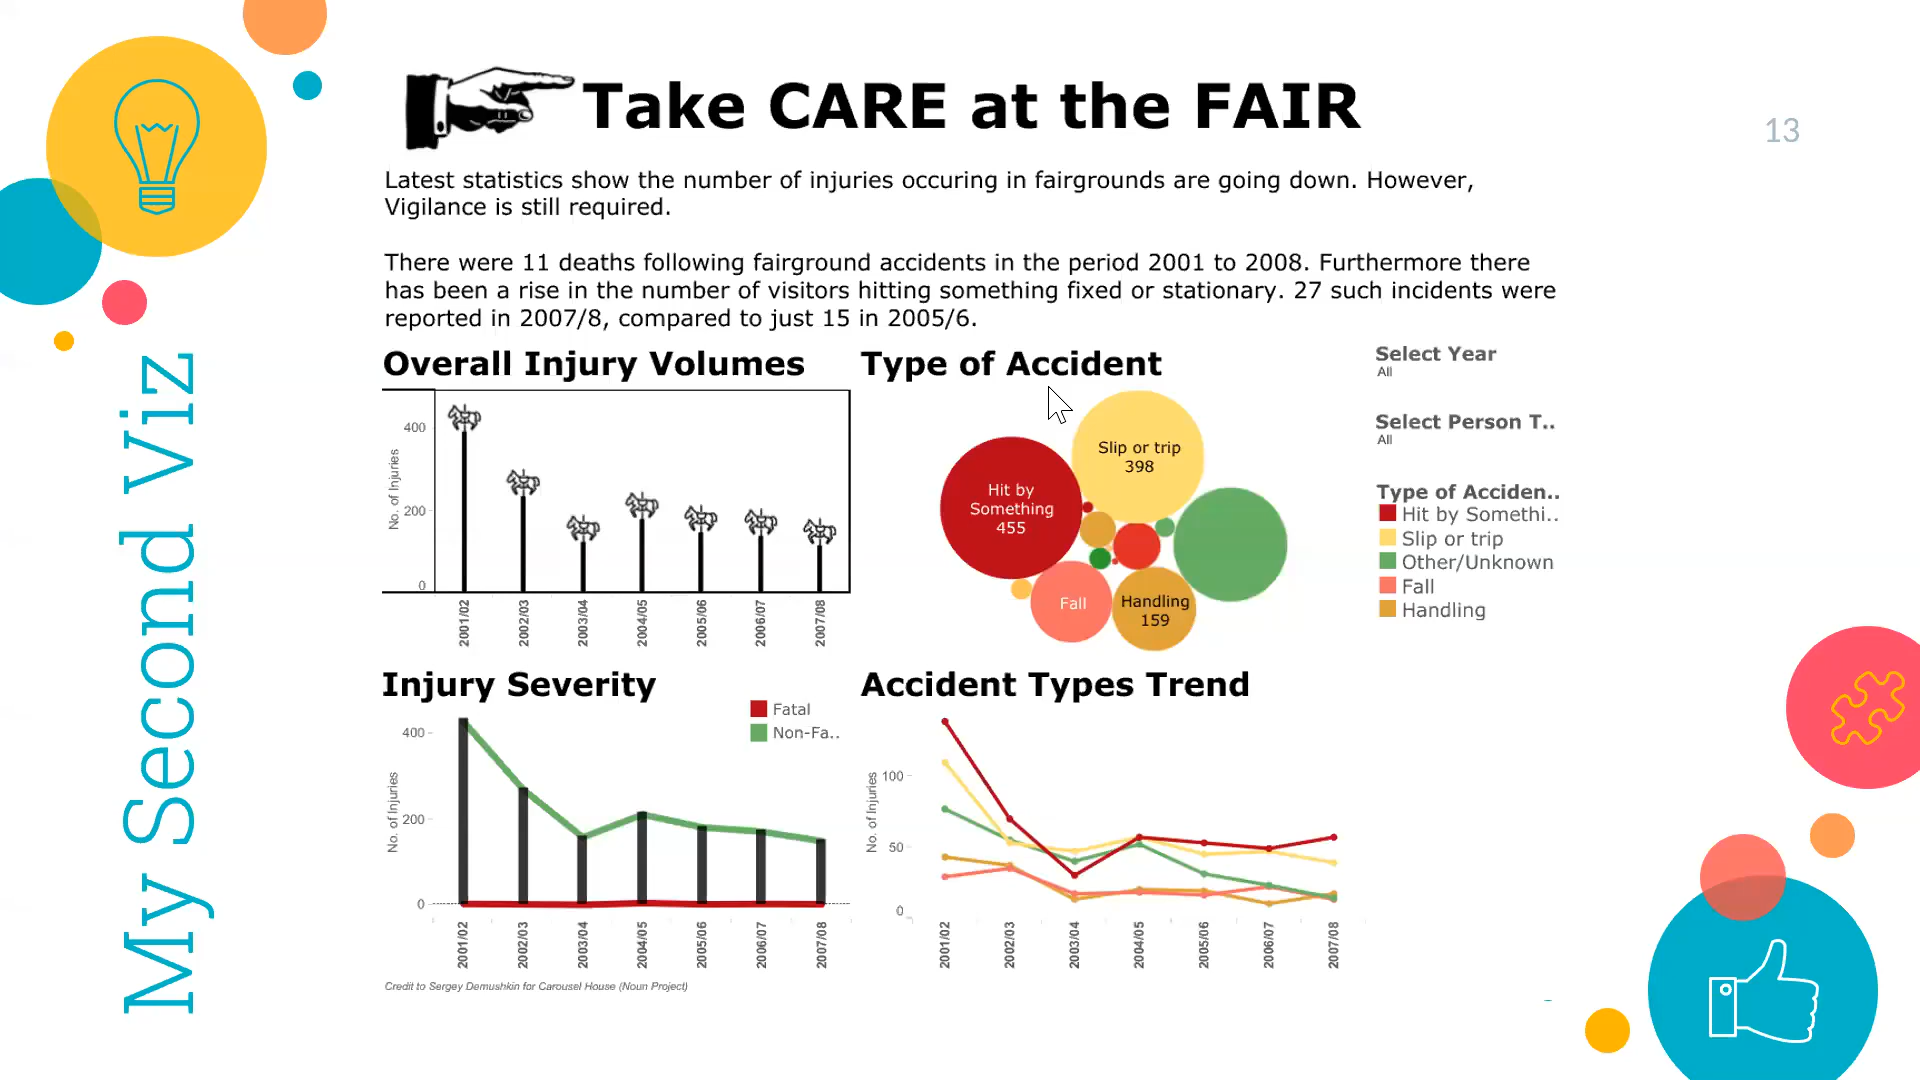 My Second Viz
Take CARE at the FAIR
13
Latest statistics show the number of injuries occuring in fairgrounds are going down. However,
Vigilance is still required.
There were 11 deaths following fairground accidents in the period 2001 to 2008. Furthermore there
has been a rise in the number of visitors hitting something fixed or stationary. 27 such incidents were
reported in 2007/8, compared to just 15 in 2005/6.
Overall Injury Volumes
No. of Injuries
400
200
0
2001/02
2002/03
2003/04
2004/05
2005/06
2006/07
2007/08
Type of Accident
Slip or trip
398
Hit by
Something
455
Fall
Handling
159
Select Year
All
Select Person T..
All
Type of Acciden..
Hit by Somethi..
Slip or trip
Other/Unknown
Fall
Handling
Injury Severity
Fatal
Non-Fa..
No. of Injuries
400
200
0
2001/02
2002/03
2003/04
2004/05
2005/06
2006/07
2007/08
Accident Types Trend
No. of Injuries
100
50
0
2001/02
2002/03
2003/04
2004/05
2005/06
2006/07
2007/08
Credit to Sergey Demushkin for Carousel House (Noun Project)